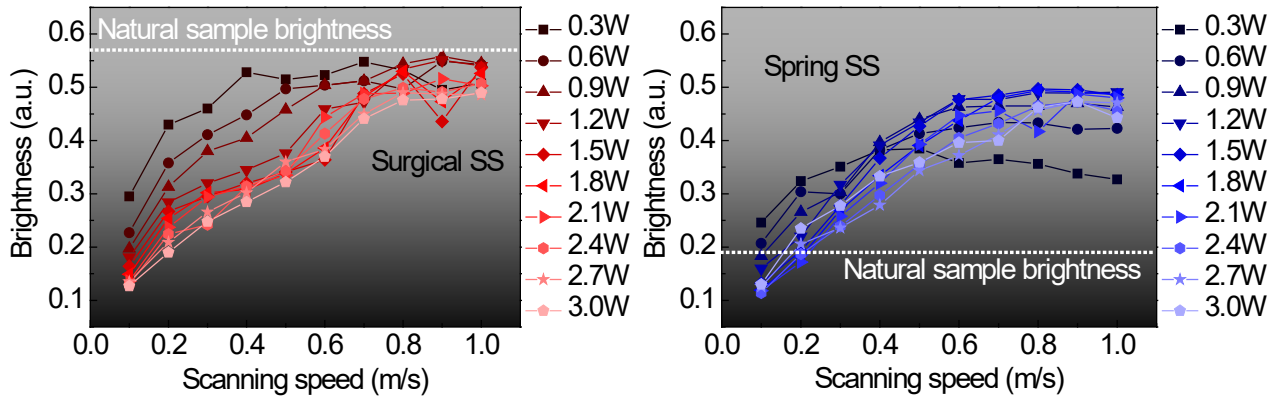 Natural sample brightness
Surgical SS
Brightness (a.u.)
0.6
0.5
0.4
0.3
0.2
0.1
0.0 0.2 0.4 0.6 0.8 1.0
Scanning speed (m/s)
0.3W
0.6W
0.9W
1.2W
1.5W
1.8W
2.1W
2.4W
2.7W
3.0W
Spring SS
Natural sample brightness
Brightness (a.u.)
0.6
0.5
0.4
0.3
0.2
0.1
0.0 0.2 0.4 0.6 0.8 1.0
Scanning speed (m/s)
0.3W
0.6W
0.9W
1.2W
1.5W
1.8W
2.1W
2.4W
2.7W
3.0W